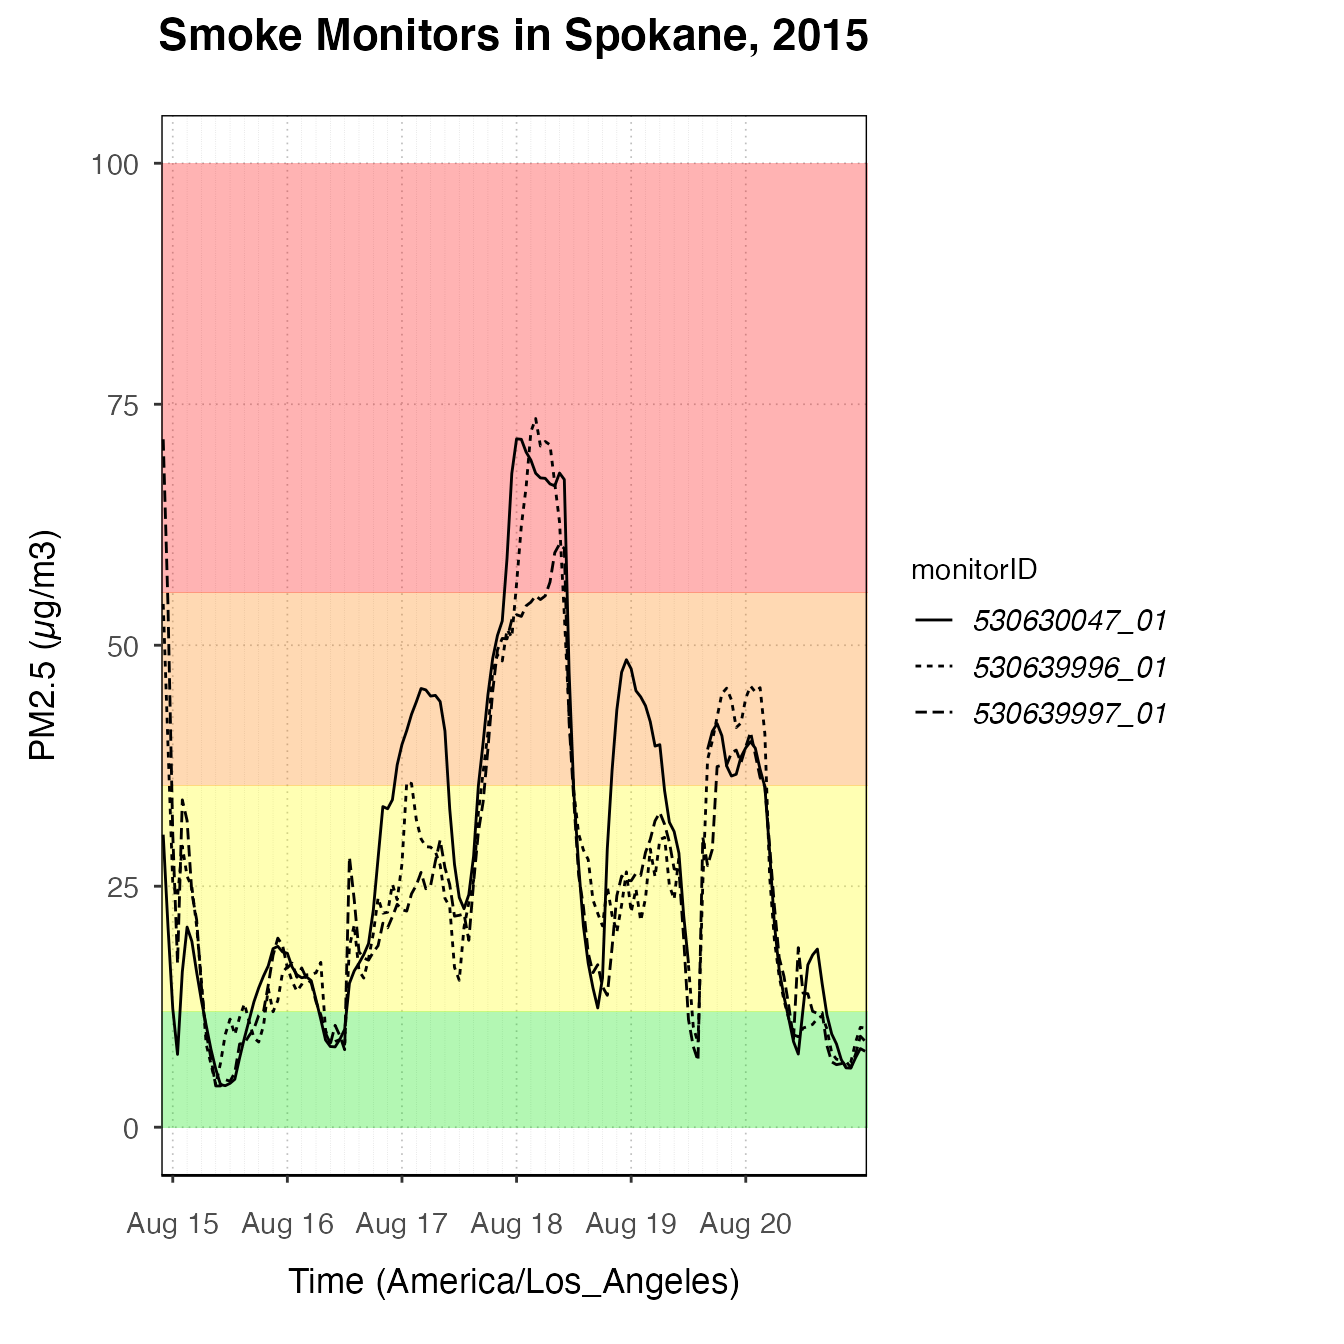 Smoke Monitors in Spokane, 2015
100
75
50
25
0
PM2.5 (µg/m3)
Aug 15 Aug 16 Aug 17 Aug 18 Aug 19 Aug 20
Time (America/Los_Angeles)
monitorID
530630047_01
530639996_01
530639997_01